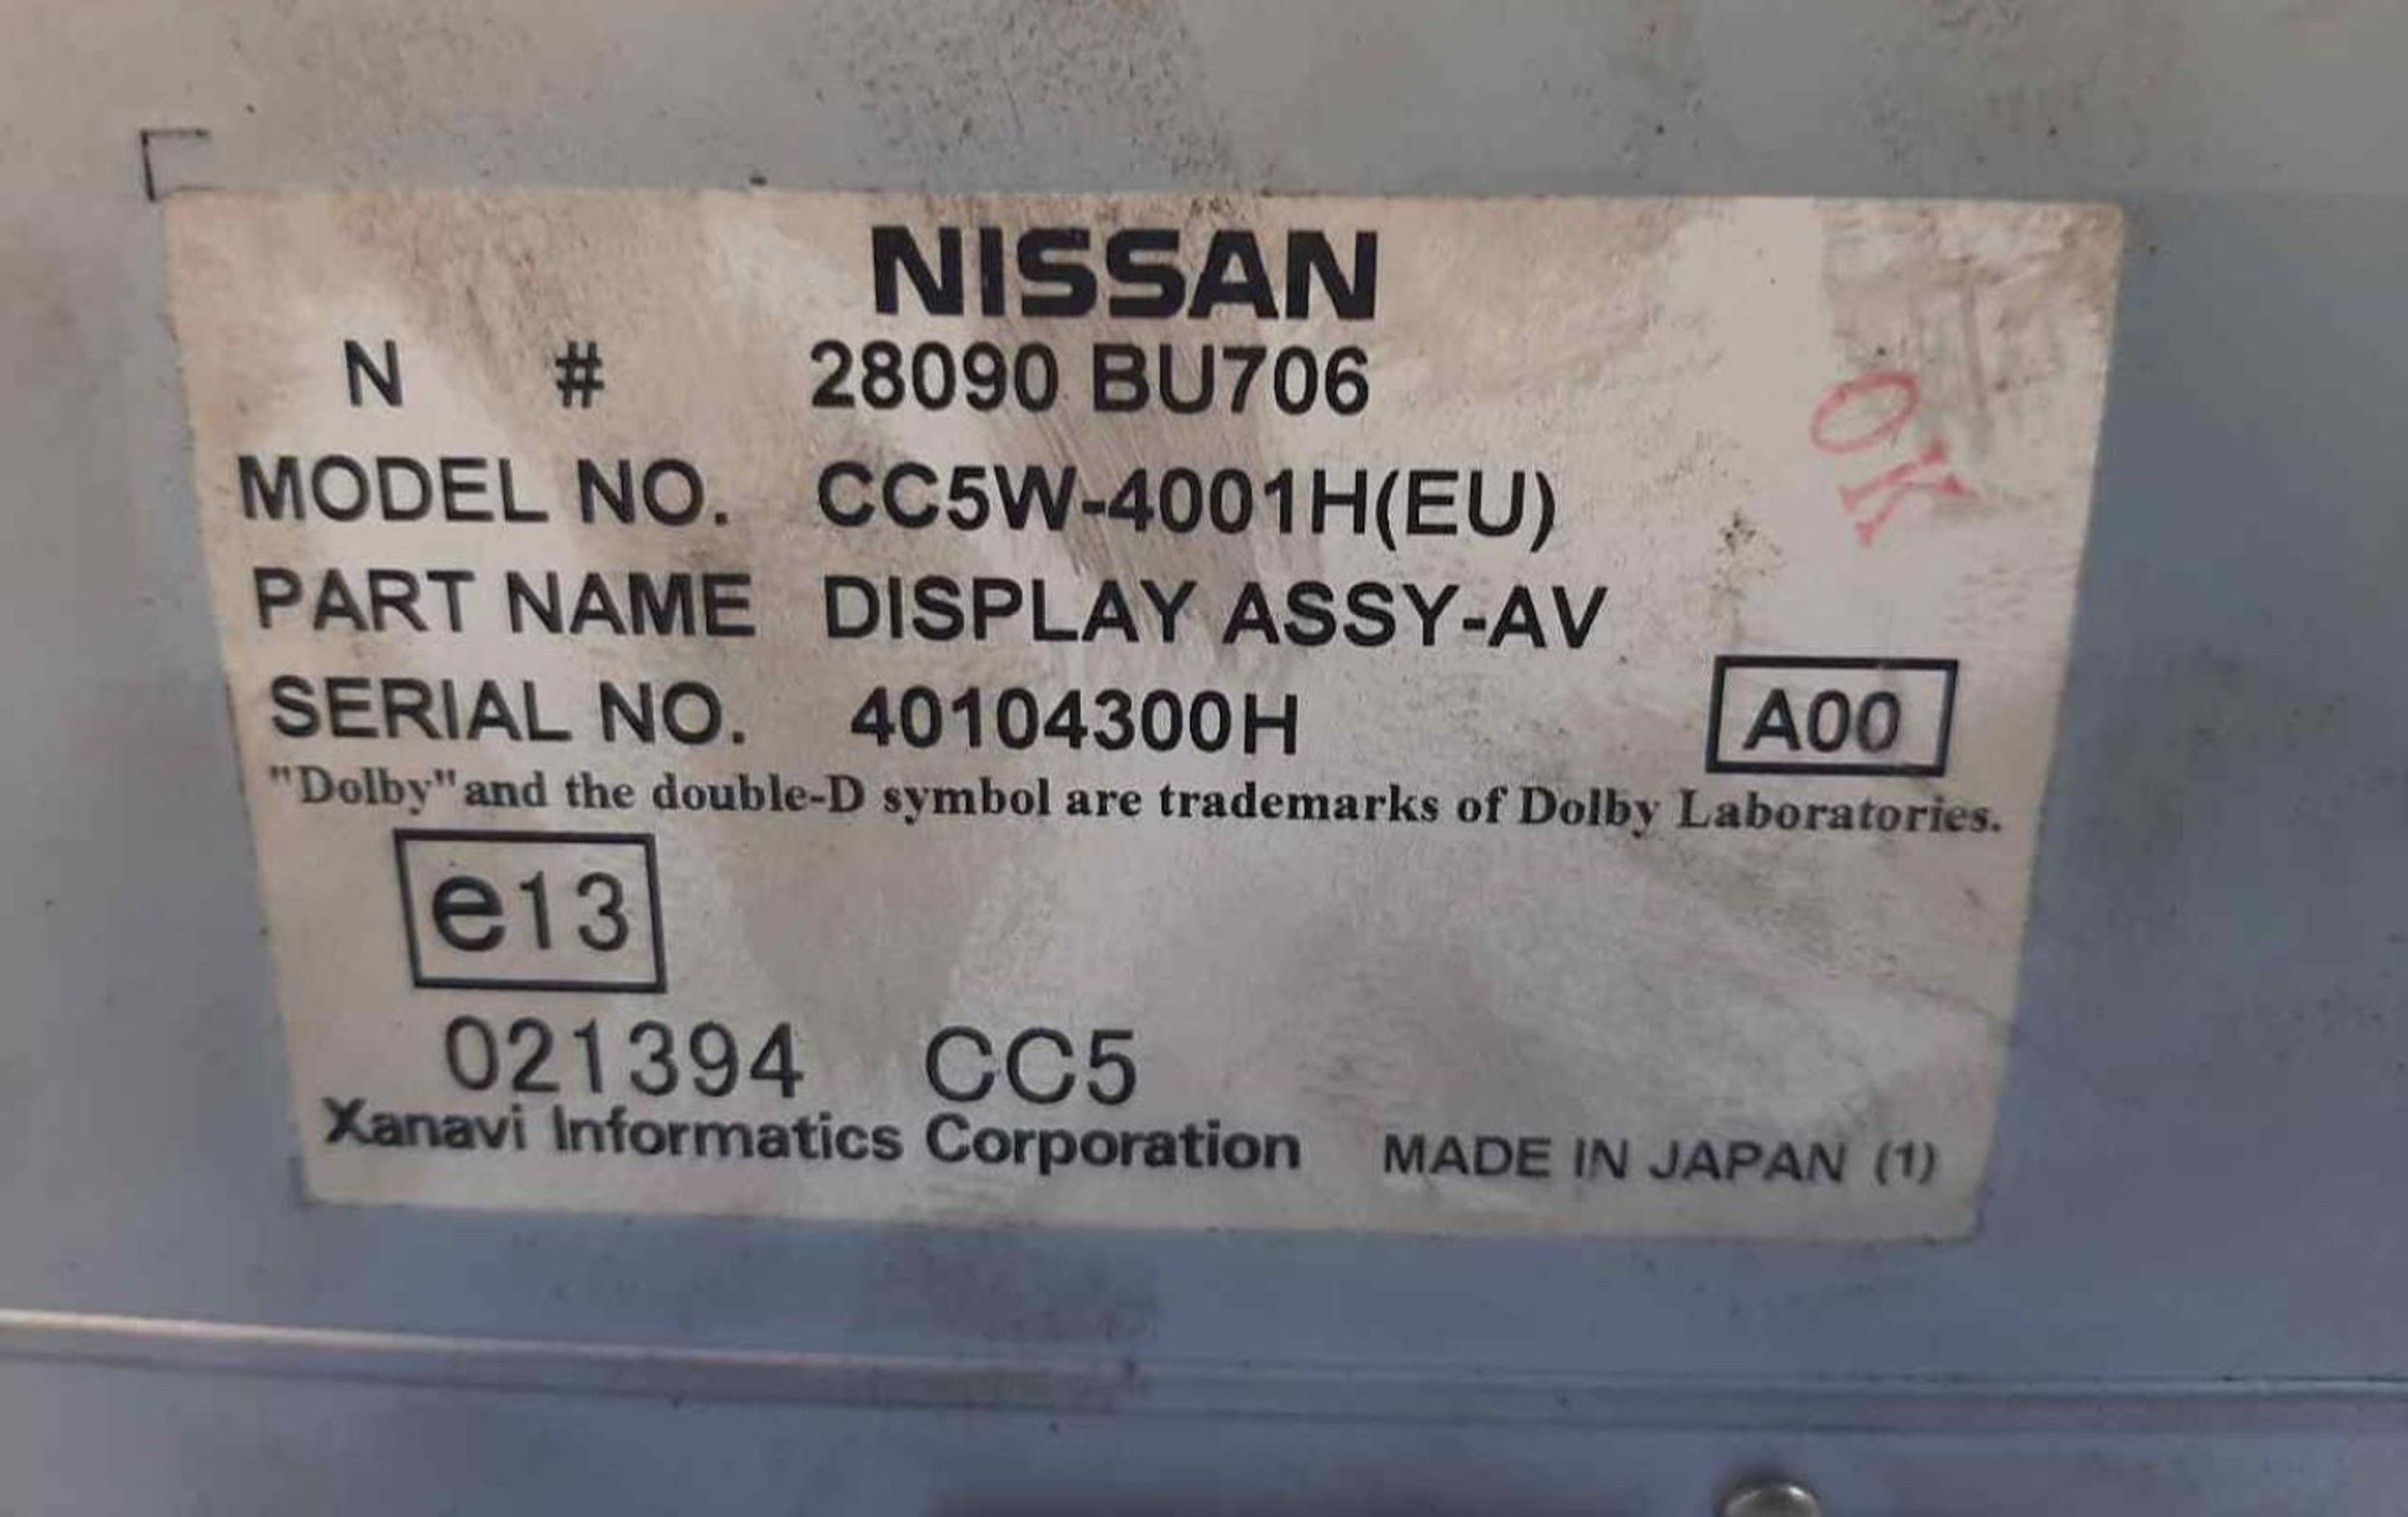 NISSAN
N # 28090 BU706
OK
MODEL NO. CC5W-4001H(EU)
PART NAME DISPLAY ASSY-AV
SERIAL NO. 40104300H A00
"Dolby"and the double-D symbol are trademarks of Dolby Laboratories.
e13
021394 CC5
Xanavi Informatics Corporation MADE IN JAPAN (1)